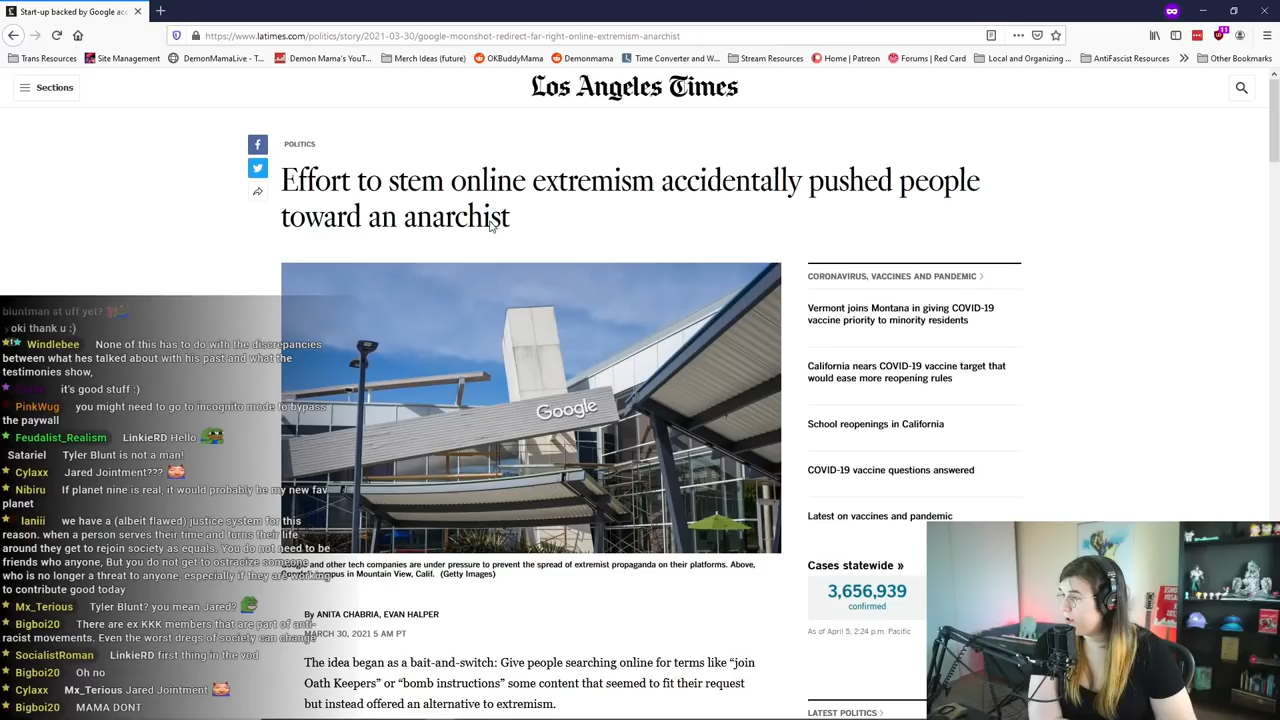 Start-up backed by Google acc
https://www.latimes.com/politics/story/2021-03-30/google-moonshot-redirect-far-right-online-extremism-anarchist
Trans Resources
Site Management
DemonMamaLive - T...
Demon Mama's YouT...
Merch Ideas (future)
OKBuddyMama
Demonmama
Time Converter and W...
Stream Resources
Home | Patreon
Forums | Red Card
Local and Organizing ...
AntiFascist Resources
Other Bookmarks
11
Sections
Los Angeles Times
POLITICS
Effort to stem online extremism accidentally pushed people
toward an anarchist
Google
and other tech companies are under pressure to prevent the spread of extremist propaganda on their platforms. Above,
campus in Mountain View, Calif. (Getty Images)
By ANITA CHABRIA, EVAN HALPER
MARCH 30, 2021 5 AM PT
The idea began as a bait-and-switch: Give people searching online for terms like “join
Oath Keepers” or “bomb instructions” some content that seemed to fit their request
but instead offered an alternative to extremism.
CORONAVIRUS, VACCINES AND PANDEMIC
Vermont joins Montana in giving COVID-19
vaccine priority to minority residents
California nears COVID-19 vaccine target that
would ease more reopening rules
School reopenings in California
COVID-19 vaccine questions answered
Latest on vaccines and pandemic
Cases statewide »
3,656,939
confirmed
As of April 5, 2:24 p.m. Pacific
LATEST POLITICS
bluntman st uff yet?
oki thank u :)
Windlebee None of this has to do with the discrepancies
between what hes talked about with his past and what the
testimonies show,
it's good stuff :)
PinkWug you might need to go to incognito mode to bypass
the paywall
Feudalist_Realism LinkieRD Hello
Satariel Tyler Blunt is not a man!
Cylaxx Jared Jointment???
Nibiru If planet nine is real, it would probably be my new fav
planet
Ianiii we have a (albeit flawed) justice system for this
reason. when a person serves their time and turns their life
around they get to rejoin society as equals. You do not need to be
friends who anyone, But you do not get to ostracize someone
who is no longer a threat to anyone, especially if they are working
to contribute good today
Mx_Terious Tyler Blunt? you mean Jared?
Bigboi20 There are ex KKK members that are part of anti-
racist movements. Even the worst dregs of society can change
SocialistRoman LinkieRD first thing in the vod
Bigboi20 Oh no
Cylaxx Mx_Terious Jared Jointment
Bigboi20 MAMA DONT